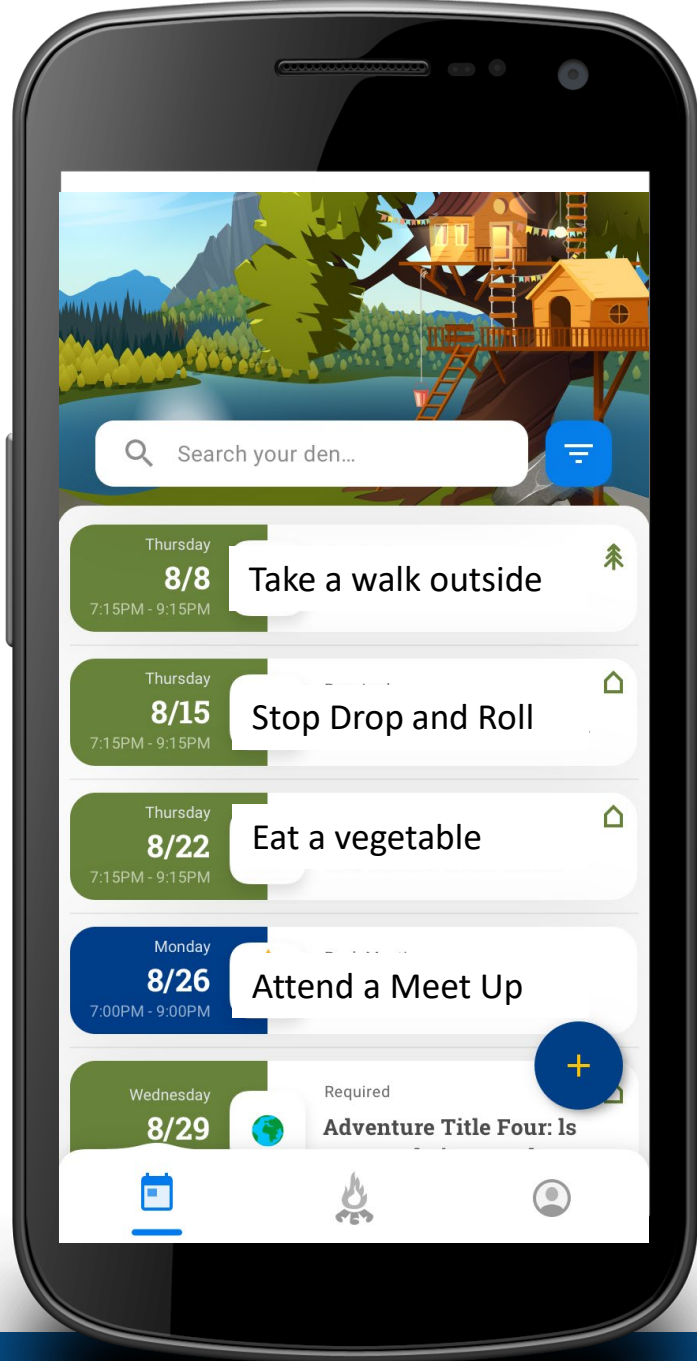 Search your den...
Thursday
8/8
7:15PM - 9:15PM
Take a walk outside
Thursday
8/15
7:15PM - 9:15PM
Stop Drop and Roll
Thursday
8/22
7:15PM - 9:15PM
Eat a vegetable
Monday
8/26
7:00PM - 9:00PM
Attend a Meet Up
+
Wednesday
8/29
Required
Adventure Title Four: ls